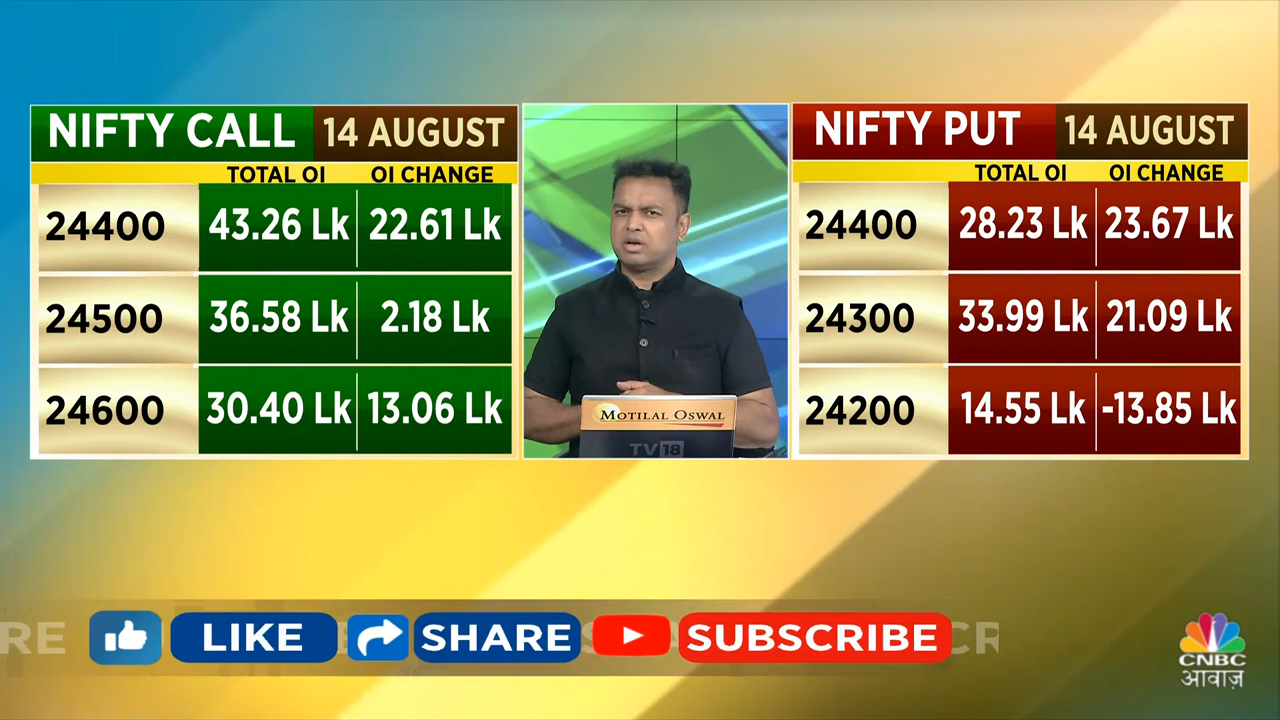 NIFTY CALL 14 AUGUST
TOTAL OI OI CHANGE
24400 43.26 Lk 22.61 Lk
24500 36.58 Lk 2.18 Lk
24600 30.40 Lk 13.06 Lk
MOTILAL OSWAL
TV18
NIFTY PUT 14 AUGUST
TOTAL OI OI CHANGE
24400 28.23 Lk 23.67 Lk
24300 33.99 Lk 21.09 Lk
24200 14.55 Lk -13.85 Lk
LIKE SHARE SUBSCRIBE
CNBC
आवाज़